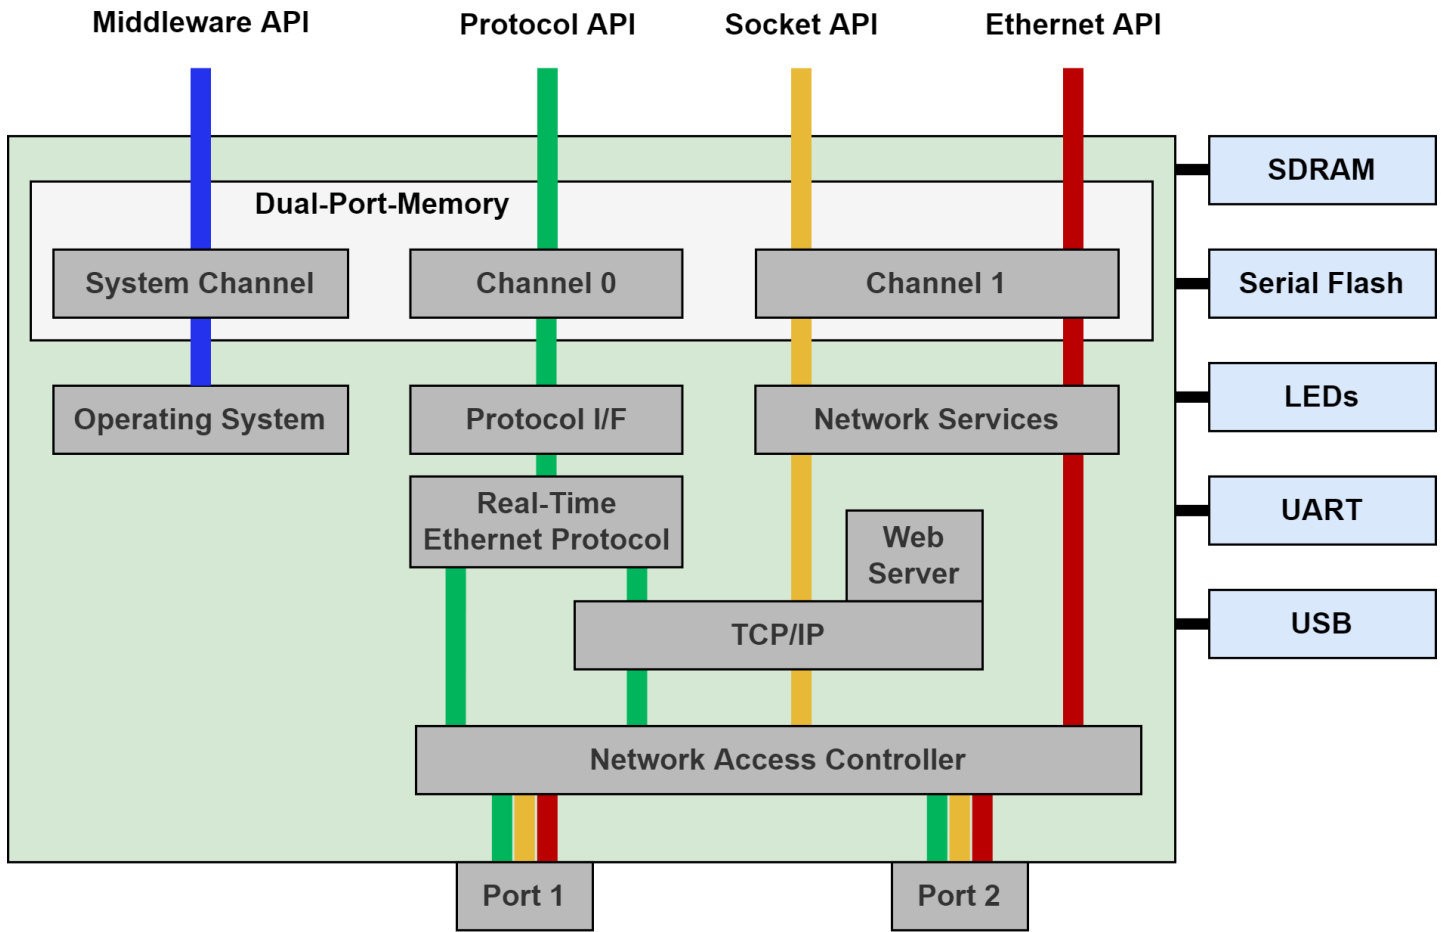 Middleware API
Protocol API
Socket API
Ethernet API
Dual-Port-Memory
System Channel
Channel 0
Channel 1
Operating System
Protocol I/F
Network Services
Real-Time
Ethernet Protocol
Web
Server
TCP/IP
Network Access Controller
Port 1
Port 2
SDRAM
Serial Flash
LEDs
UART
USB